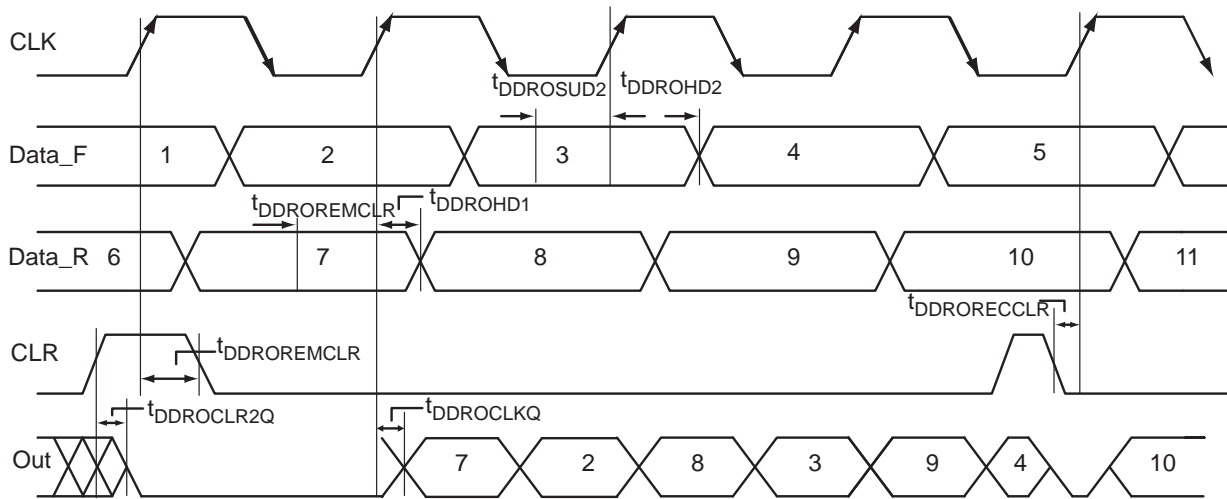 CLK
tDDROSUD2 tDDROHD2
Data_F 1 2 3 4 5
tDDROREMCLR tDDROHD1
Data_R 6 7 8 9 10 11
tDDRORECCLR
CLR
tDDROREMCLR
tDDROCLR2Q tDDROCLKQ
Out 7 2 8 3 9 4 10